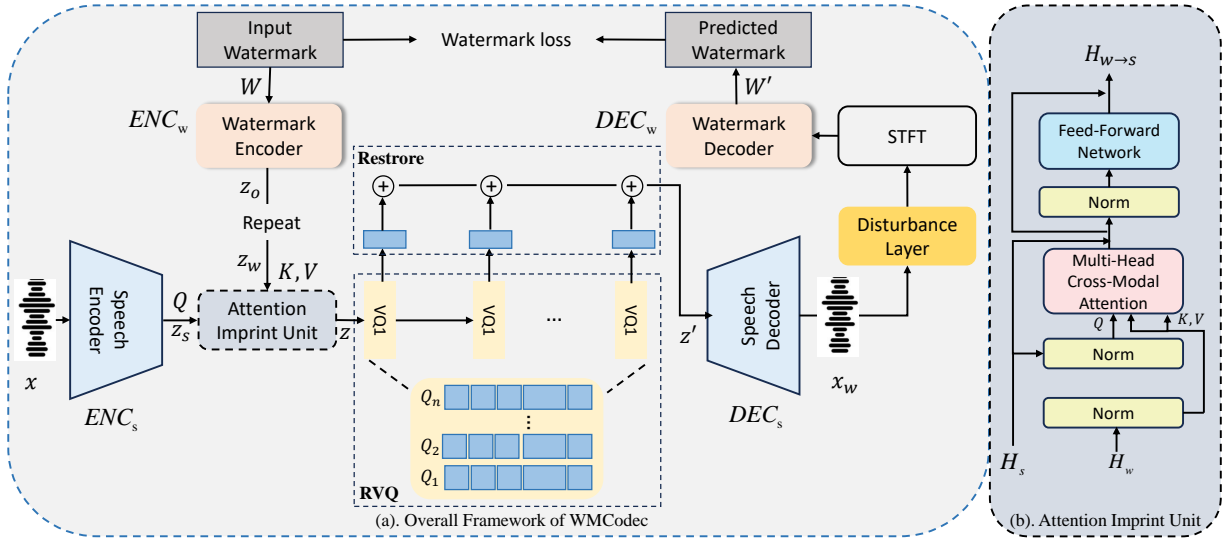 Input
Watermark
Watermark loss
Predicted
Watermark
W
W'
ENC_w
Watermark
Encoder
DEC_w
Watermark
Decoder
STFT
Restrore
z_o
Repeat
z_w
K, V
+
+
+
Disturbance
Layer
Speech
Encoder
Q
z_s
Attention
Imprint Unit
z
VQ1
VQ1
...
VQ1
z'
Speech
Decoder
x
x_w
ENC_s
DEC_s
Q_n
...
Q_2
Q_1
RVQ
(a). Overall Framework of WMCodec
H_{w→s}
Feed-Forward
Network
Norm
Multi-Head
Cross-Modal
Attention
Q
K, V
Norm
Norm
H_s
H_w
(b). Attention Imprint Unit